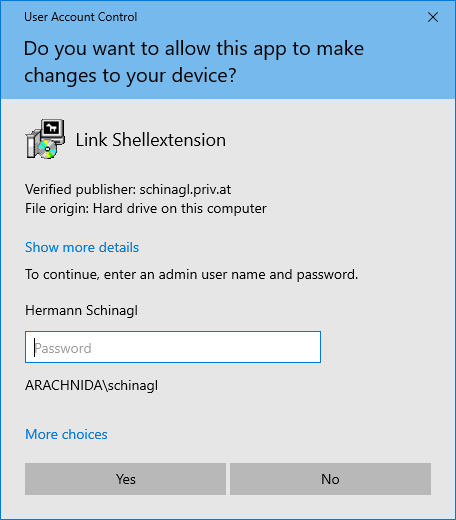 User Account Control
Do you want to allow this app to make
changes to your device?
Link Shellextension
Verified publisher: schinagl.priv.at
File origin: Hard drive on this computer
Show more details
To continue, enter an admin user name and password.
Hermann Schinagl
Password
ARACHNIDA\schinagl
More choices
Yes
No